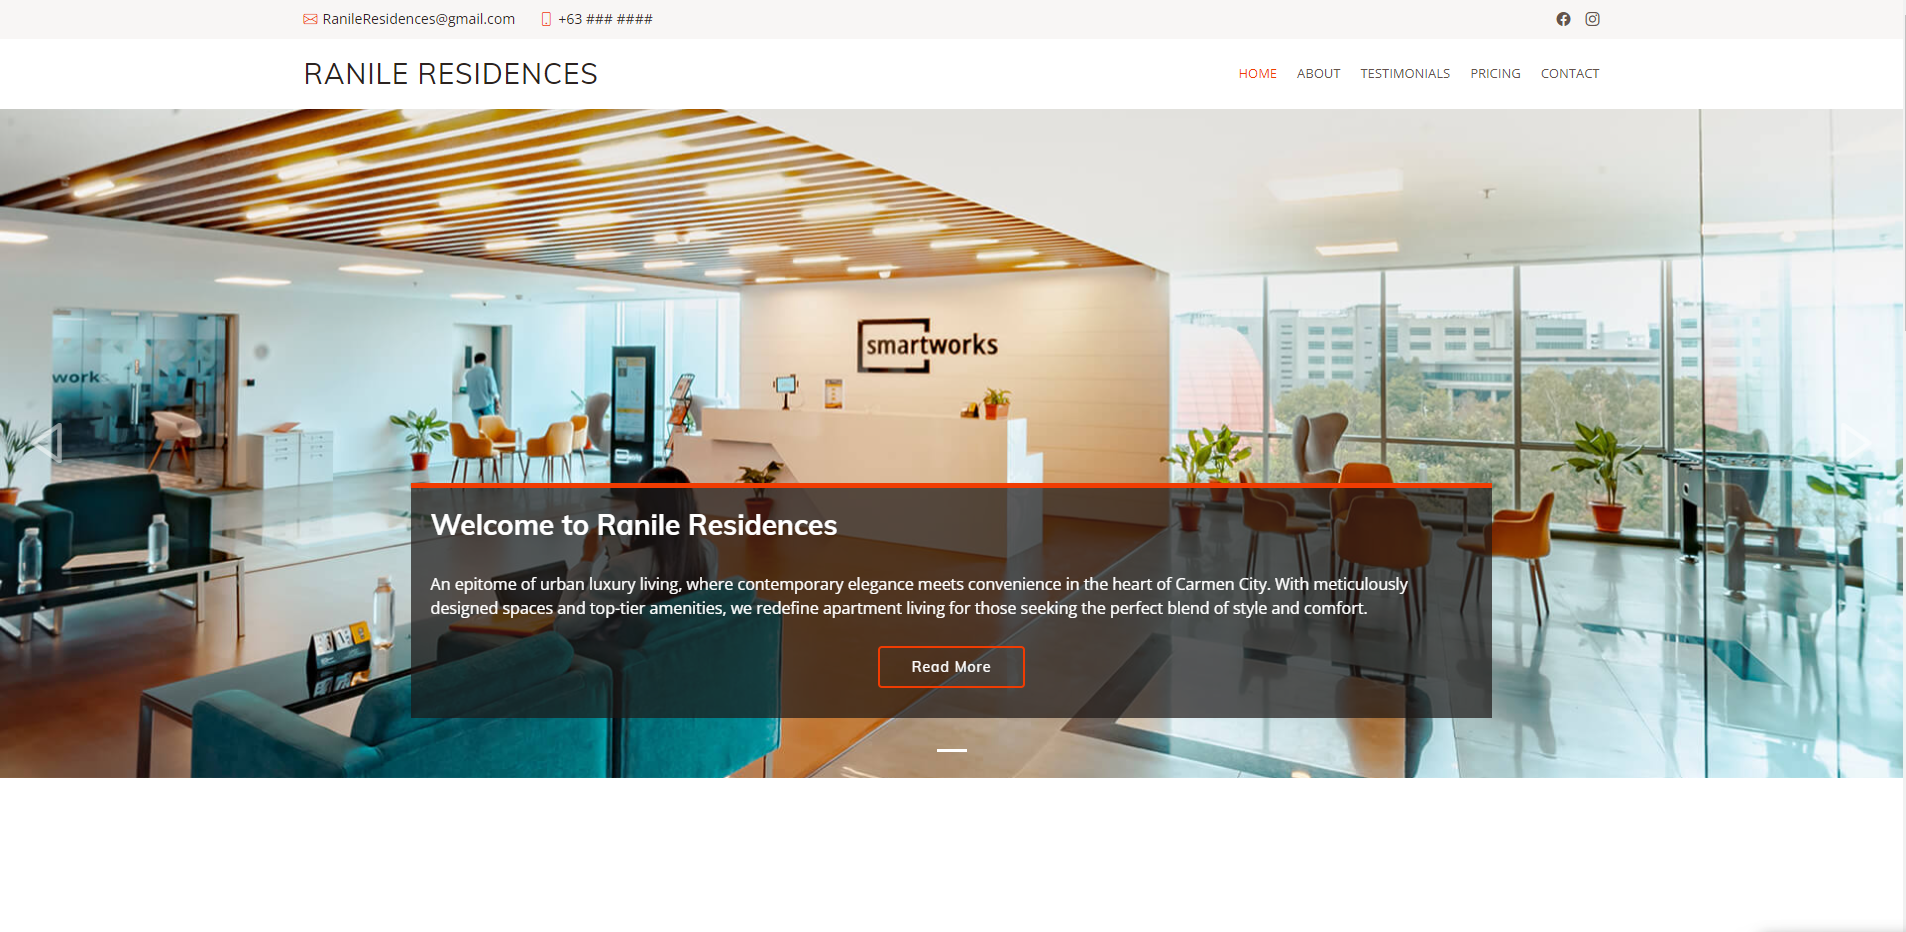 RanileResidences@gmail.com
+63 ### ####
RANILE RESIDENCES
HOME
ABOUT
TESTIMONIALS
PRICING
CONTACT
smartworks
work
Welcome to Ranile Residences
An epitome of urban luxury living, where contemporary elegance meets convenience in the heart of Carmen City. With meticulously
designed spaces and top-tier amenities, we redefine apartment living for those seeking the perfect blend of style and comfort.
Read More